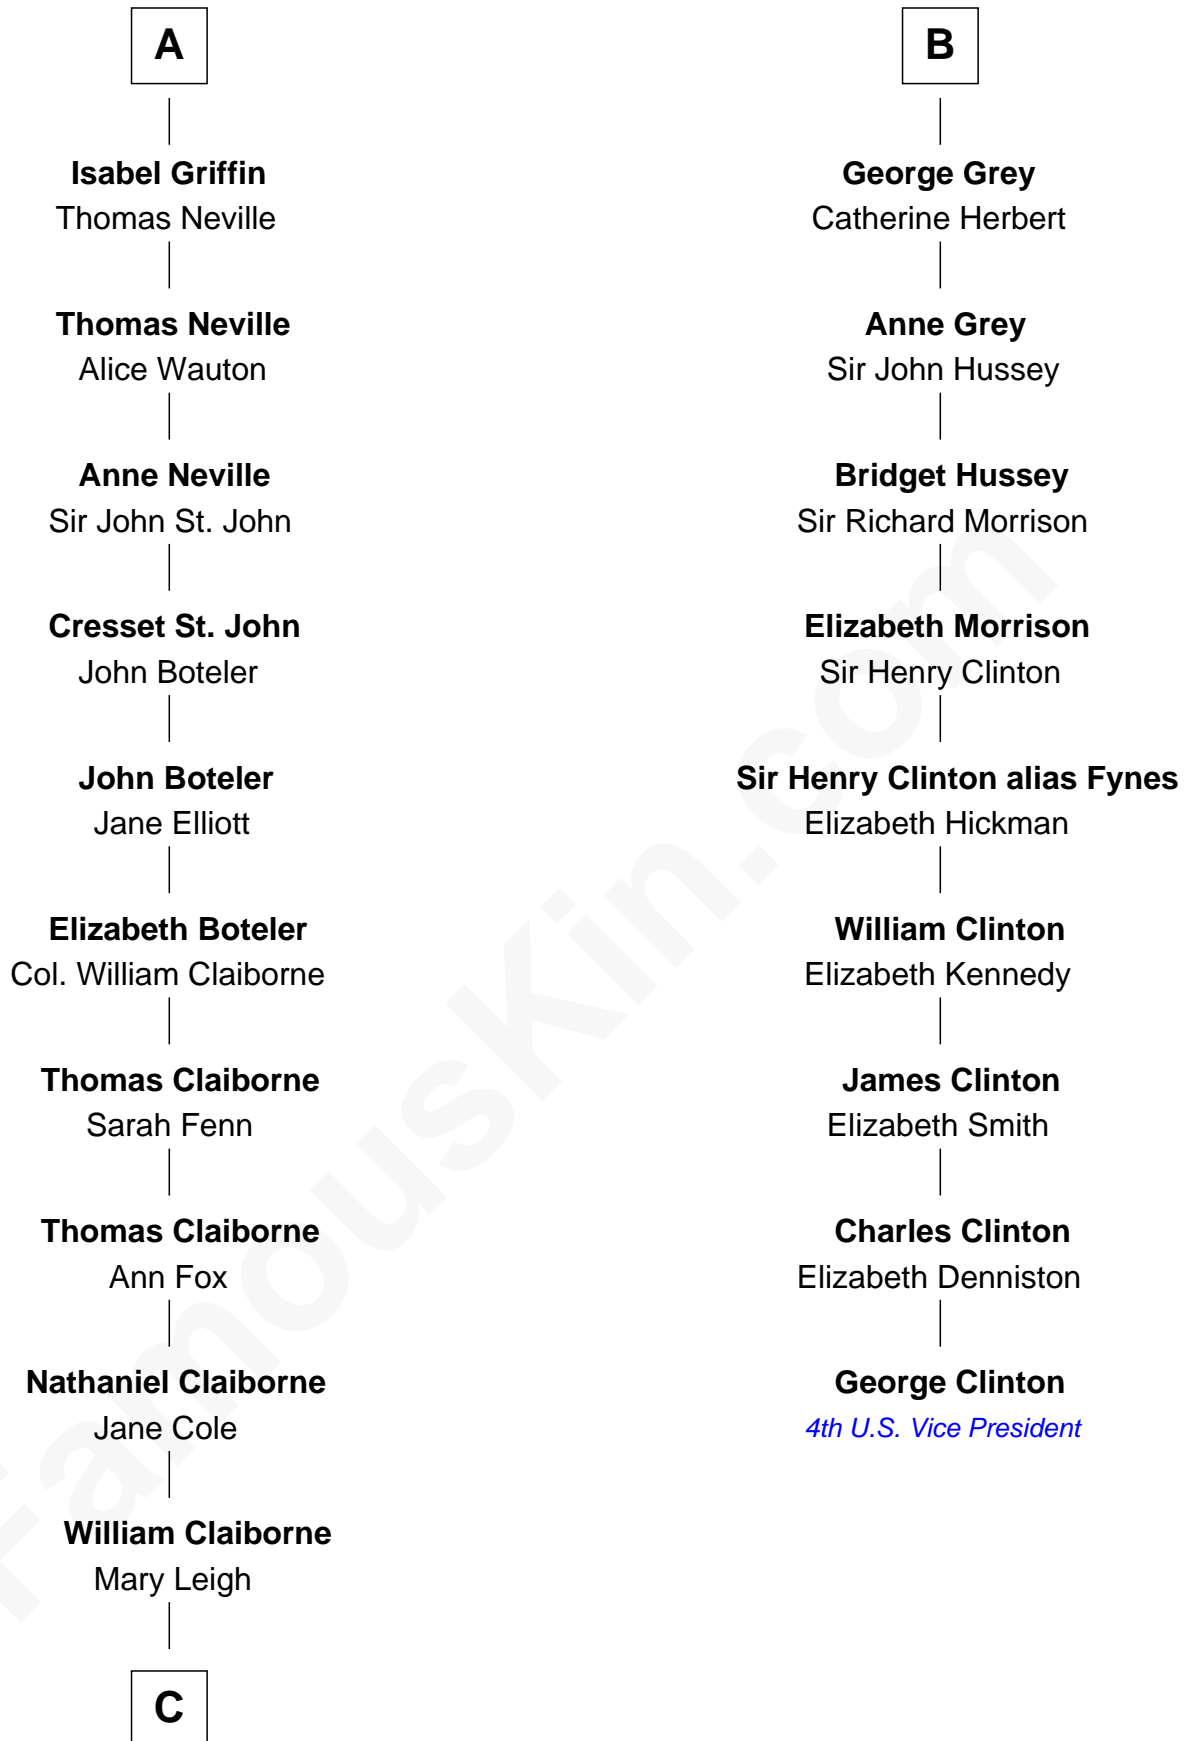 A
Isabel Griffin
Thomas Neville
Thomas Neville
Alice Wauton
Anne Neville
Sir John St. John
Cresset St. John
John Boteler
John Boteler
Jane Elliott
Elizabeth Boteler
Col. William Claiborne
Thomas Claiborne
Sarah Fenn
Thomas Claiborne
Ann Fox
Nathaniel Claiborne
Jane Cole
William Claiborne
Mary Leigh
C
B
George Grey
Catherine Herbert
Anne Grey
Sir John Hussey
Bridget Hussey
Sir Richard Morrison
Elizabeth Morrison
Sir Henry Clinton
Sir Henry Clinton alias Fynes
Elizabeth Hickman
William Clinton
Elizabeth Kennedy
James Clinton
Elizabeth Smith
Charles Clinton
Elizabeth Denniston
George Clinton
4th U.S. Vice President
FamousKin.com